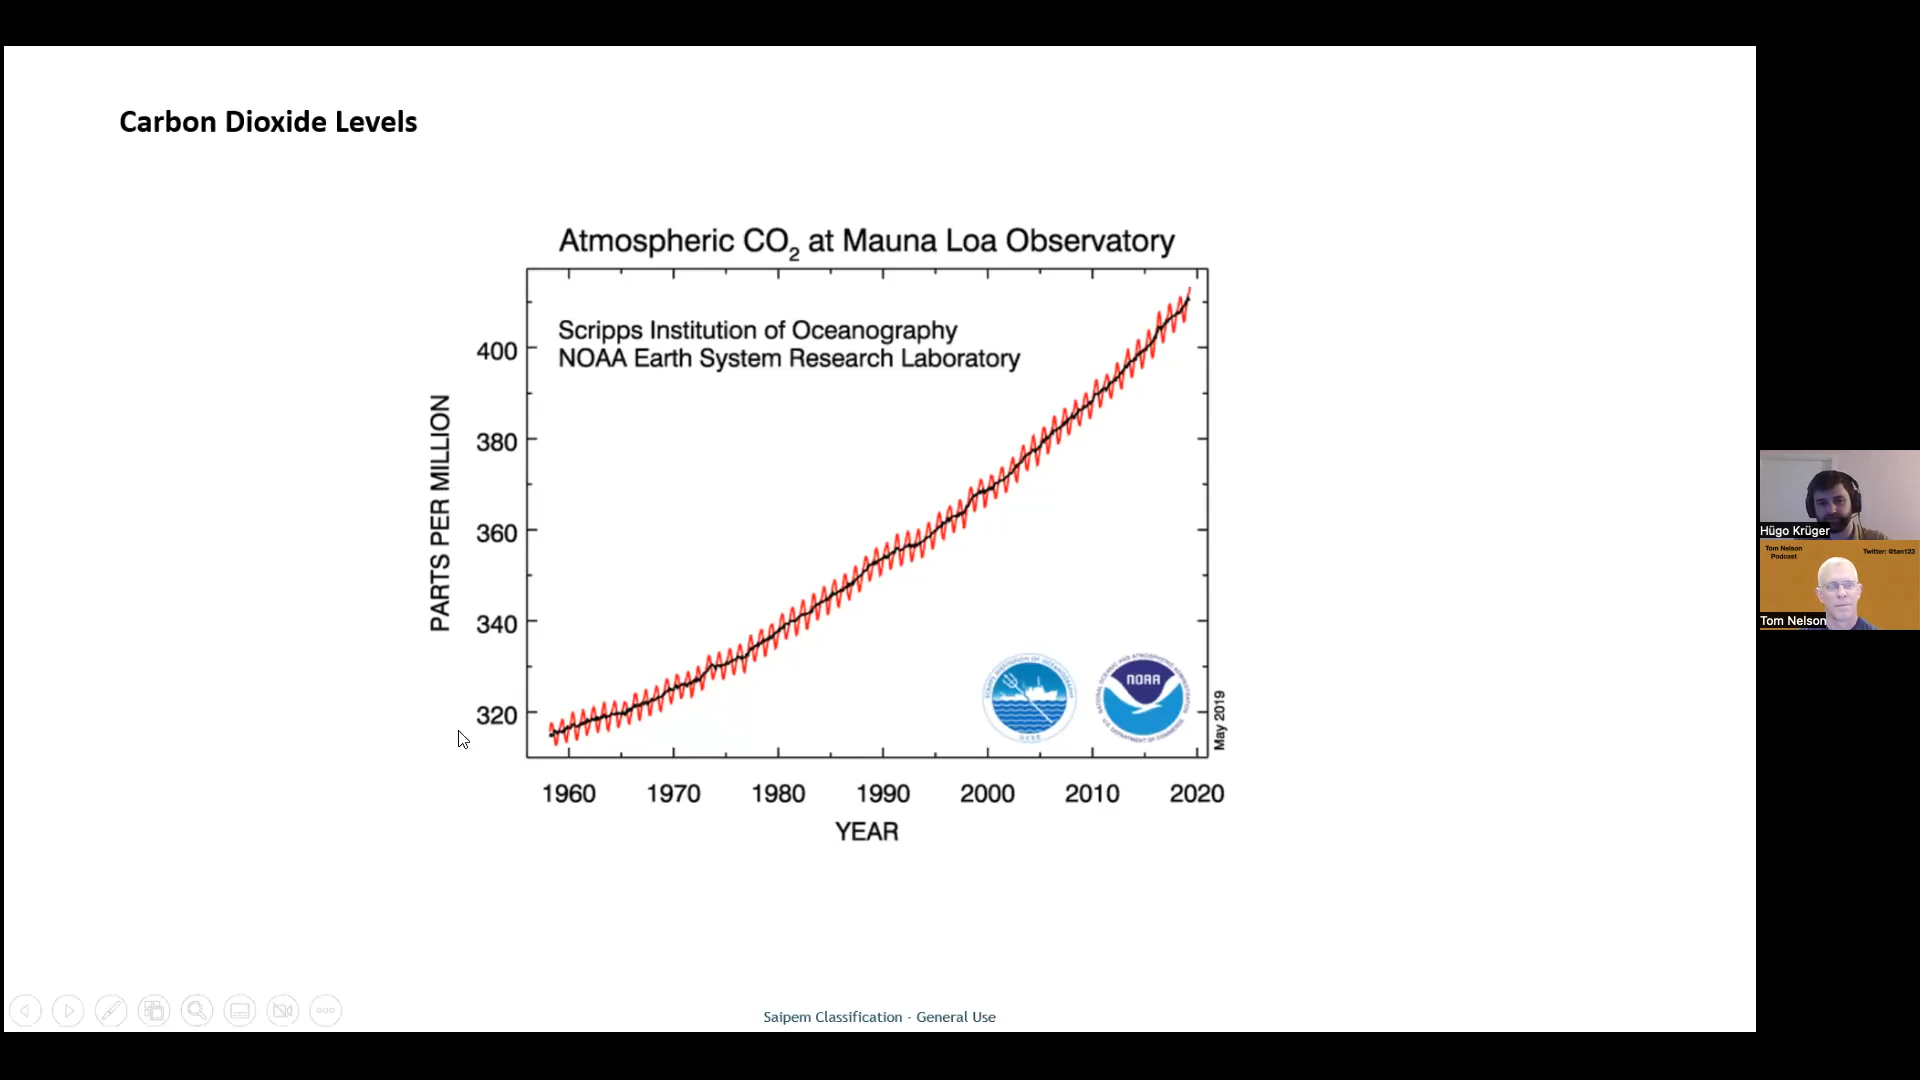 Carbon Dioxide Levels
Atmospheric CO2 at Mauna Loa Observatory
Scripps Institution of Oceanography
NOAA Earth System Research Laboratory
PARTS PER MILLION
400
380
360
340
320
1960 1970 1980 1990 2000 2010 2020
YEAR
NOAA
May 2019
Hügo Krüger
Tom Nelson
Podcast
Twitter: @tan123
Tom Nelson
Saipem Classification - General Use